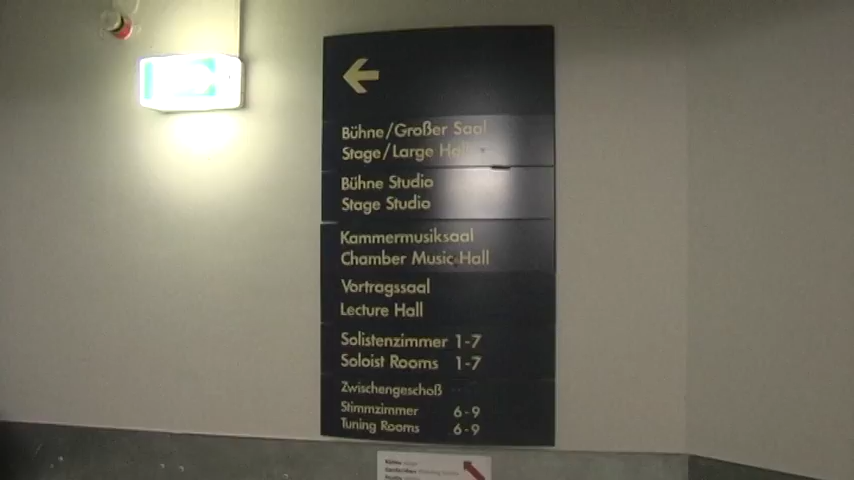 Bühne/Großer Saal
Stage/Large Hall
Bühne Studio
Stage Studio
Kammermusiksaal
Chamber Music Hall
Vortragssaal
Lecture Hall
Solistenzimmer 1-7
Soloist Rooms 1-7
Zwischengeschoß
Stimmzimmer 6-9
Tuning Rooms 6-9